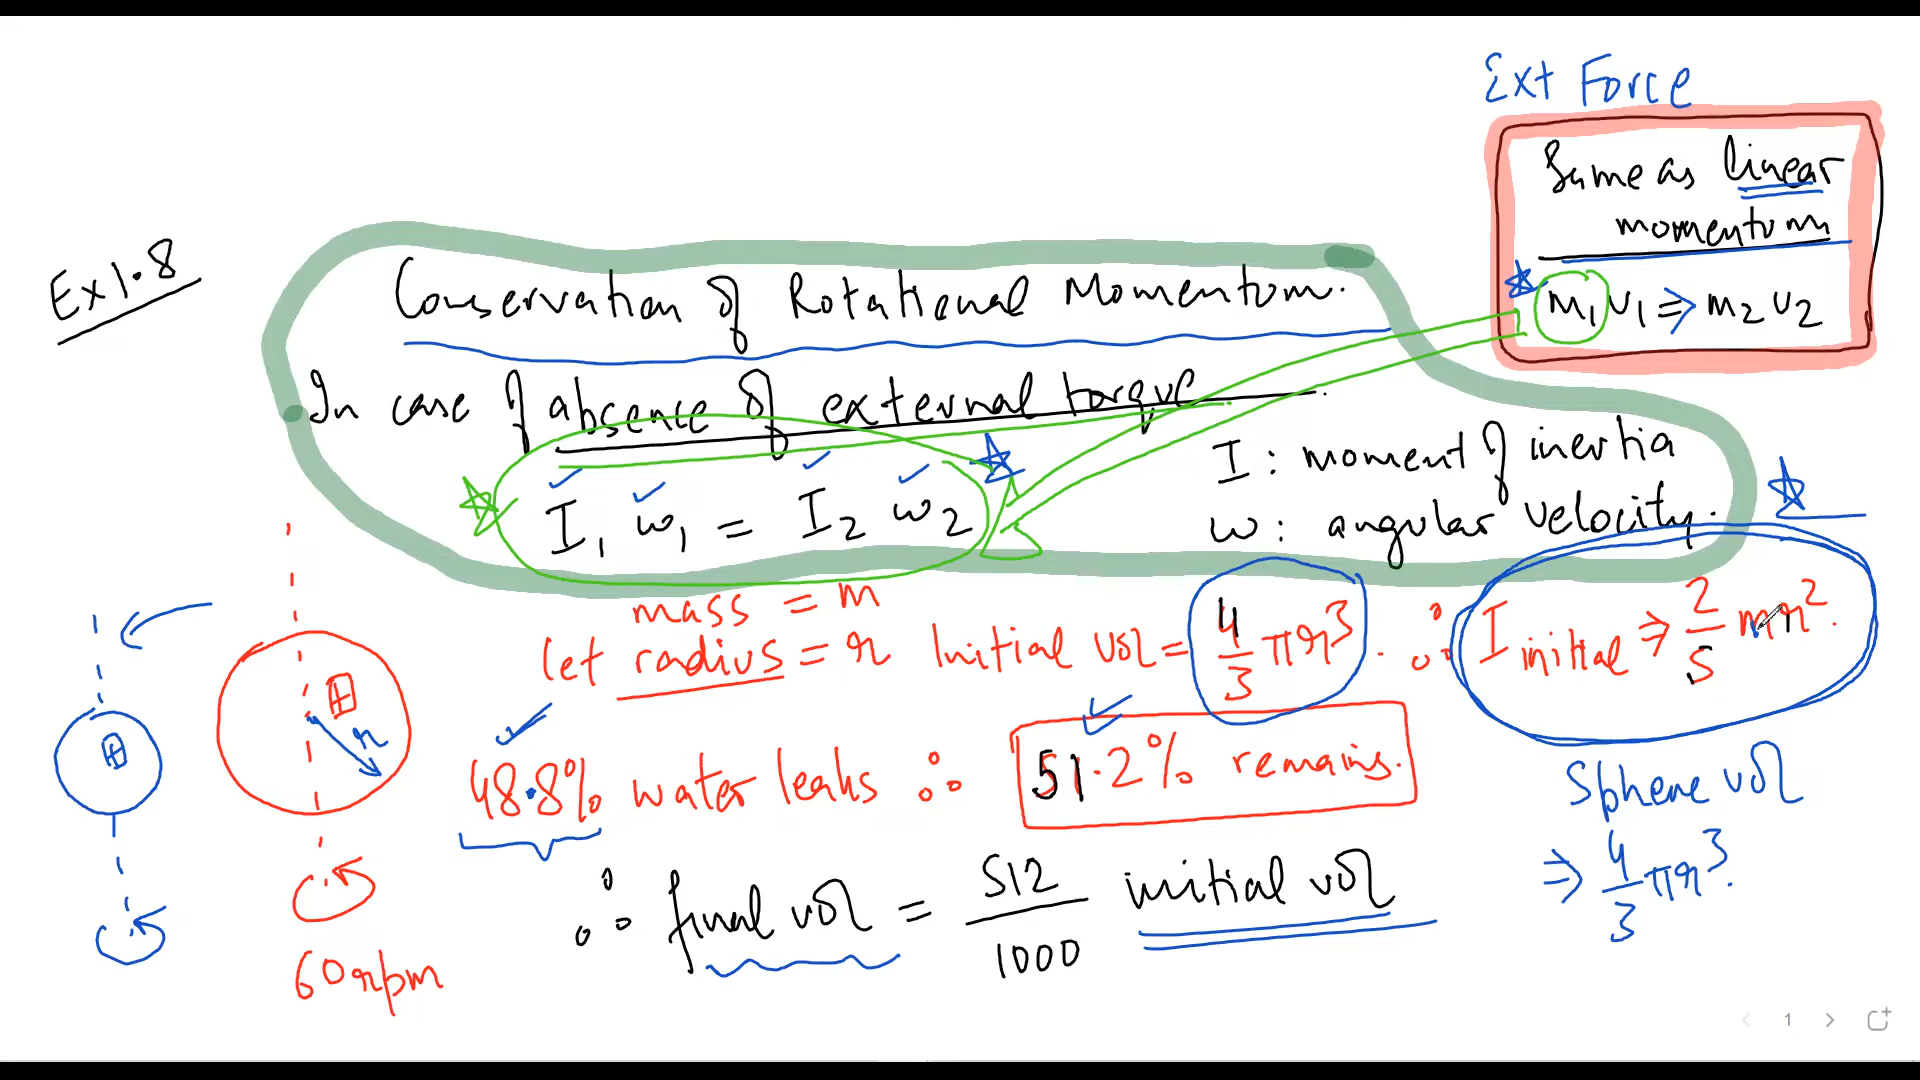 Ext Force
Same as linear
momentum
m₁v₁ ⇒ m₂v₂
Ex1.8
Conservation of Rotational Momentum.
In case of absence of external torque.
I₁ ω₁ = I₂ ω₂
I : moment of inertia
ω : angular velocity.
mass = m
let radius = r Initial vol = 4/3 πr³. ∴ I initial ⇒ 2/5 mr².
r
48.8% water leaks ∴ 51.2% remains.
Sphere vol
⇒ 4/3 πr³.
∴ final vol = 512/1000 initial vol
60rpm
1